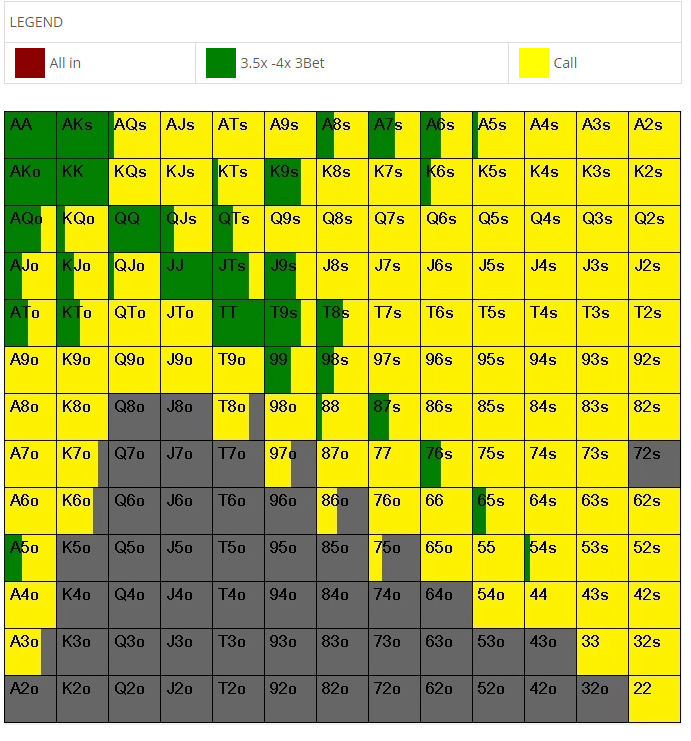 LEGEND
All in 3.5x -4x 3Bet Call
AA AKs AQs AJs ATs A9s A8s A7s A6s A5s A4s A3s A2s
AKo KK KQs KJs KTs K9s K8s K7s K6s K5s K4s K3s K2s
AQo KQo QQ QJs QTs Q9s Q8s Q7s Q6s Q5s Q4s Q3s Q2s
AJo KJo QJo JJ JTs J9s J8s J7s J6s J5s J4s J3s J2s
ATo KTo QTo JTo TT T9s T8s T7s T6s T5s T4s T3s T2s
A9o K9o Q9o J9o T9o 99 98s 97s 96s 95s 94s 93s 92s
A8o K8o Q8o J8o T8o 98o 88 87s 86s 85s 84s 83s 82s
A7o K7o Q7o J7o T7o 97o 87o 77 76s 75s 74s 73s 72s
A6o K6o Q6o J6o T6o 96o 86o 76o 66 65s 64s 63s 62s
A5o K5o Q5o J5o T5o 95o 85o 75o 65o 55 54s 53s 52s
A4o K4o Q4o J4o T4o 94o 84o 74o 64o 54o 44 43s 42s
A3o K3o Q3o J3o T3o 93o 83o 73o 63o 53o 43o 33 32s
A2o K2o Q2o J2o T2o 92o 82o 72o 62o 52o 42o 32o 22